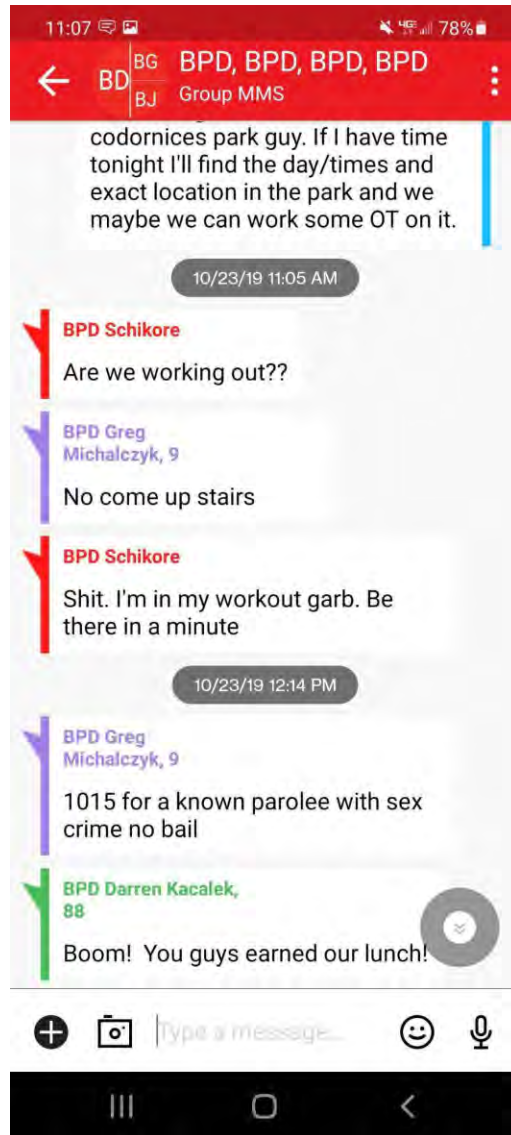 11:07 78%
BD BG BJ BPD, BPD, BPD, BPD
Group MMS
codornices park guy. If I have time
tonight I'll find the day/times and
exact location in the park and we
maybe we can work some OT on it.
10/23/19 11:05 AM
BPD Schikore
Are we working out??
BPD Greg
Michalczyk, 9
No come up stairs
BPD Schikore
Shit. I'm in my workout garb. Be
there in a minute
10/23/19 12:14 PM
BPD Greg
Michalczyk, 9
1015 for a known parolee with sex
crime no bail
BPD Darren Kacalek,
88
Boom!  You guys earned our lunch!
Type a message...